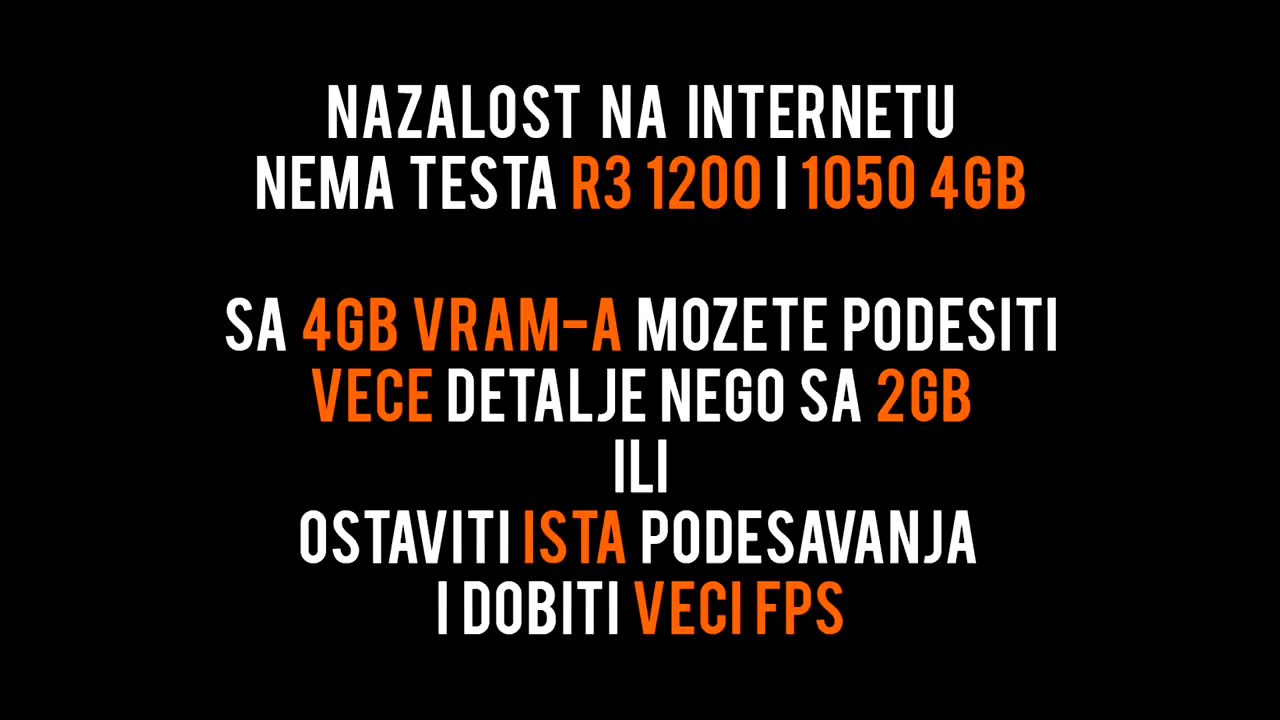 NAZALOST NA INTERNETU
NEMA TESTA R3 1200 I 1050 4GB
SA 4GB VRAM-A MOZETE PODESITI
VECE DETALJE NEGO SA 2GB
ILI
OSTAVITI ISTA PODESAVANJA
I DOBITI VECI FPS